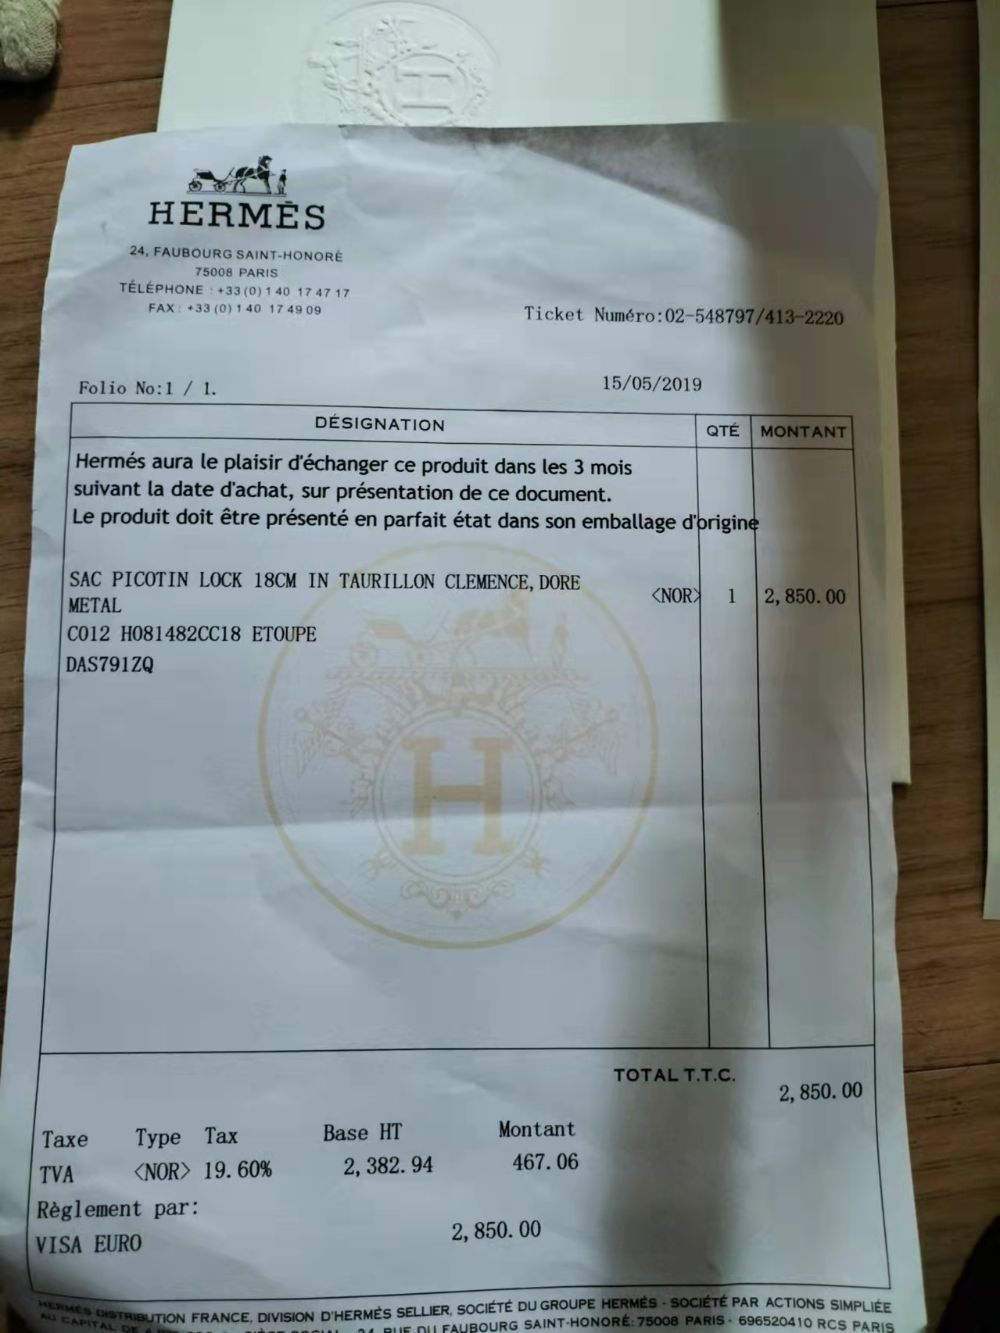 HERMÈS
24, FAUBOURG SAINT-HONORÉ
75008 PARIS
TÉLÉPHONE : +33 (0) 1 40 17 47 17
FAX : +33 (0) 1 40 17 49 09
Ticket Numéro:02-548797/413-2220
Folio No:1 / 1.
15/05/2019
DÉSIGNATION QTÉ MONTANT
Hermés aura le plaisir d'échanger ce produit dans les 3 mois
suivant la date d'achat, sur présentation de ce document.
Le produit doit être présenté en parfait état dans son emballage d'origine
SAC PICOTIN LOCK 18CM IN TAURILLON CLEMENCE, DORE
METAL
<NOR> 1 2,850.00
C012 H081482CC18 ETOUPE
DAS791ZQ
H
TOTAL T.T.C.
2,850.00
Taxe Type Tax Base HT Montant
TVA <NOR> 19.60% 2,382.94 467.06
Règlement par:
VISA EURO 2,850.00
HERMÈS DISTRIBUTION FRANCE, DIVISION D'HERMÈS SELLIER, SOCIÉTÉ DU GROUPE HERMÈS - SOCIÉTÉ PAR ACTIONS SIMPLIÉE
AU CAPITAL DE 24, RUE DU FAUBOURG SAINT-HONORÉ: 75008 PARIS - 696520410 RCS PARIS